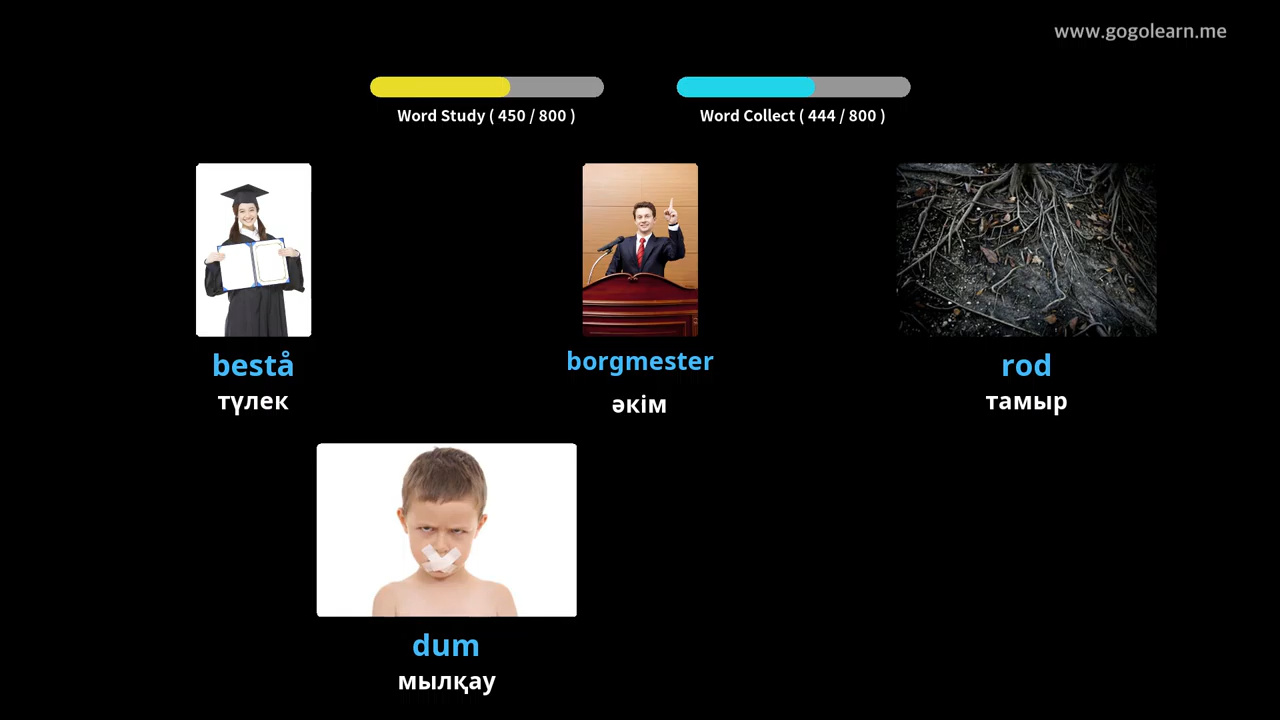 www.gogolearn.me
Word Study ( 450 / 800 )
Word Collect ( 444 / 800 )
bestå
түлек
borgmester
әкім
rod
тамыр
dum
мылқау